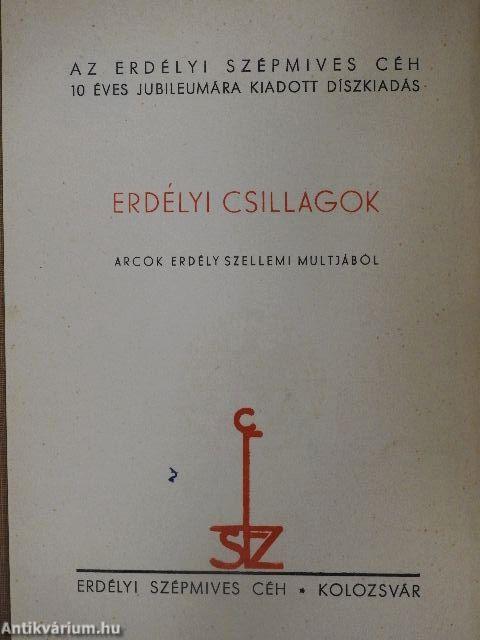 AZ ERDÉLYI SZÉPMIVES CÉH
10 ÉVES JUBILEUMÁRA KIADOTT DÍSZKIADÁS
ERDÉLYI CSILLAGOK
ARCOK ERDÉLY SZELLEMI MULTJÁBÓL
C
SZ
ERDÉLYI SZÉPMIVES CÉH * KOLOZSVÁR
Antikvárium.hu